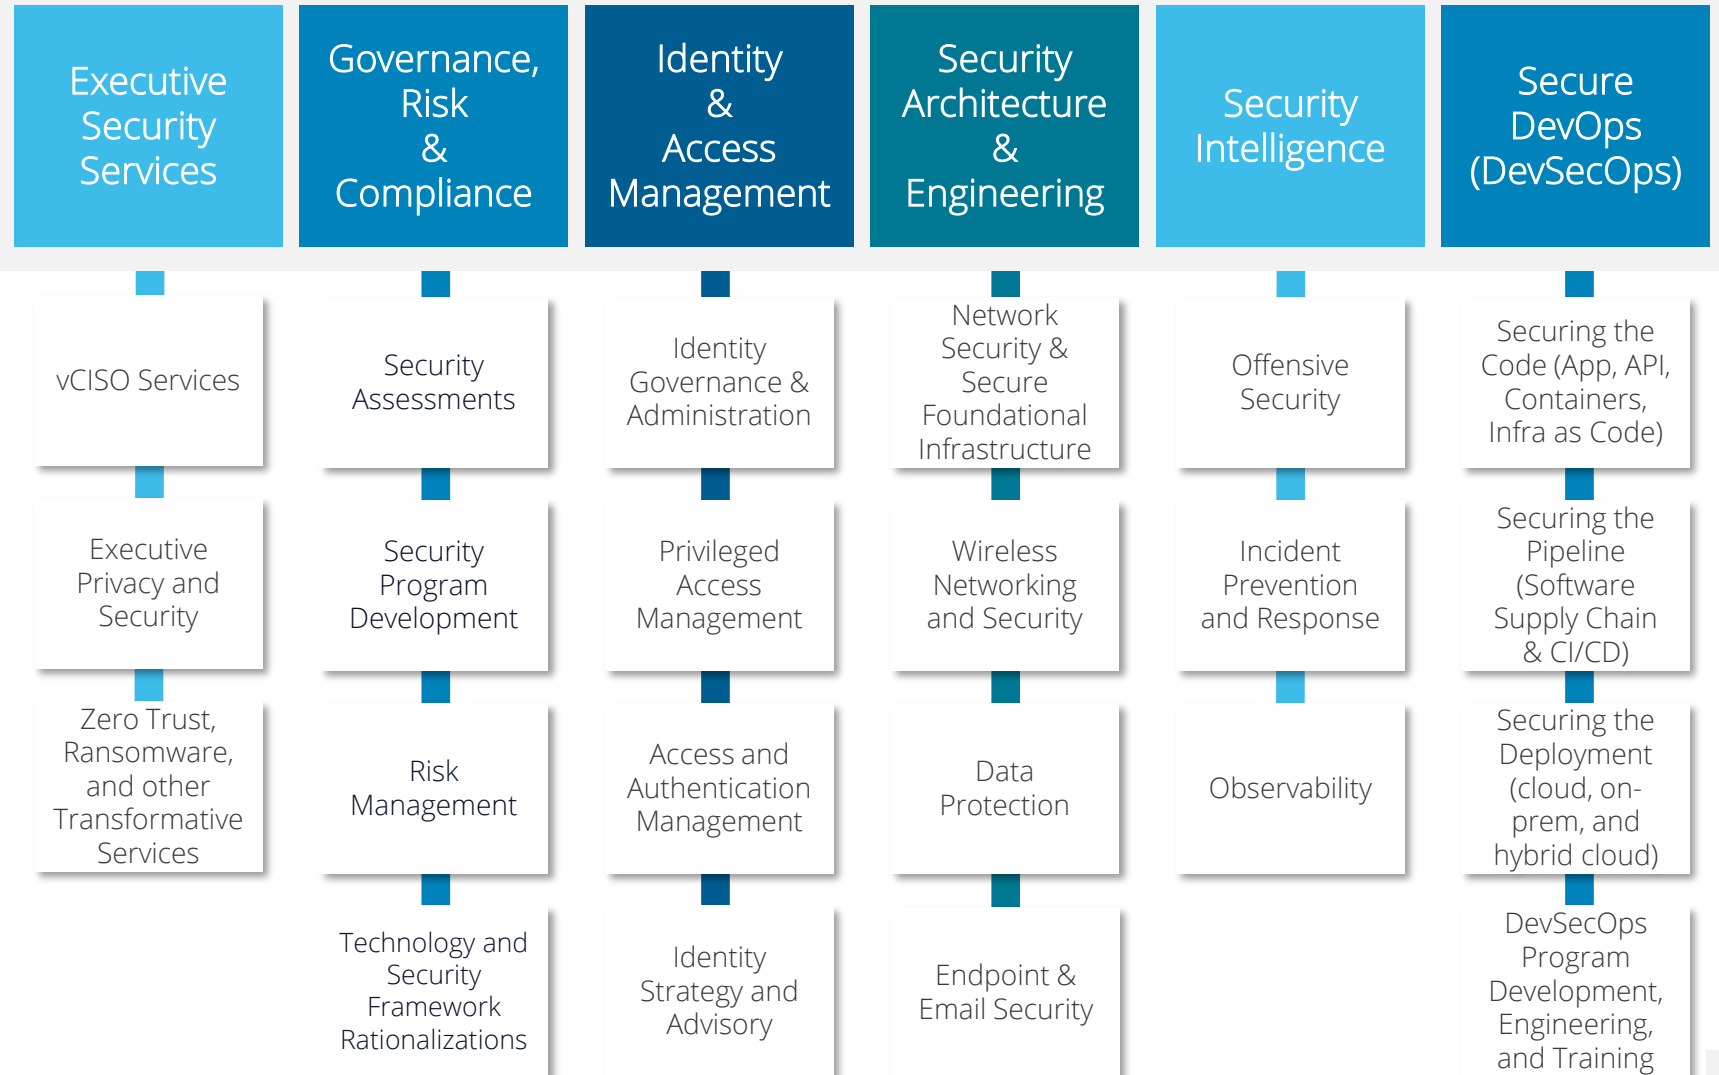 Executive
Security
Services
Governance,
Risk
&
Compliance
Identity
&
Access
Management
Security
Architecture
&
Engineering
Security
Intelligence
Secure
DevOps
(DevSecOps)
vCISO Services
Executive
Privacy and
Security
Zero Trust,
Ransomware,
and other
Transformative
Services
Security
Assessments
Security
Program
Development
Risk
Management
Technology and
Security
Framework
Rationalizations
Identity
Governance &
Administration
Privileged
Access
Management
Access and
Authentication
Management
Identity
Strategy and
Advisory
Network
Security &
Secure
Foundational
Infrastructure
Wireless
Networking
and Security
Data
Protection
Endpoint &
Email Security
Offensive
Security
Incident
Prevention
and Response
Observability
Securing the
Code (App, API,
Containers,
Infra as Code)
Securing the
Pipeline
(Software
Supply Chain
& CI/CD)
Securing the
Deployment
(cloud, on-
prem, and
hybrid cloud)
DevSecOps
Program
Development,
Engineering,
and Training